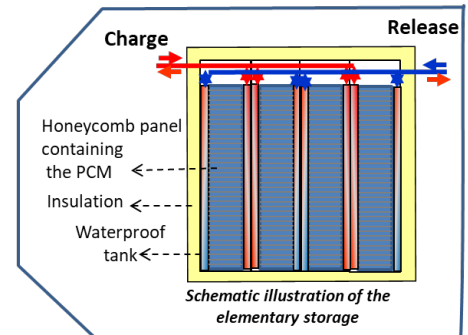 Charge
Release
Honeycomb panel
containing
the PCM
Insulation
Waterproof
tank
Schematic illustration of the
elementary storage